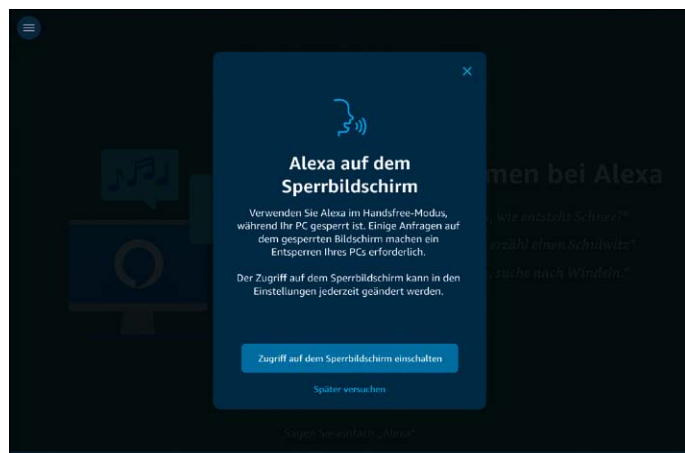 Alexa auf dem
Sperrbildschirm
men bei Alexa
Verwenden Sie Alexa im Handsfree-Modus,
während Ihr PC gesperrt ist. Einige Anfragen auf
dem gesperrten Bildschirm machen ein
Entsperren Ihres PCs erforderlich.
wie entsteht Schnee?"
erzähl einen Schulwitz"
suche nach Windeln."
Der Zugriff auf dem Sperrbildschirm kann in den
Einstellungen jederzeit geändert werden.
Zugriff auf dem Sperrbildschirm einschalten
Später versuchen
Sagen Sie einfach „Alexa"